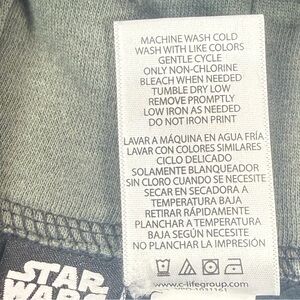 MACHINE WASH COLD
WASH WITH LIKE COLORS
GENTLE CYCLE
ONLY NON-CHLORINE
BLEACH WHEN NEEDED
TUMBLE DRY LOW
REMOVE PROMPTLY
LOW IRON AS NEEDED
DO NOT IRON PRINT
LAVAR A MÁQUINA EN AGUA FRÍA
LAVAR CON COLORES SIMILARES
CICLO DELICADO
SOLAMENTE BLANQUEADOR
SIN CLORO CUANDO SE NECESITE
SECAR EN SECADORA A
TEMPERATURA BAJA
RETIRAR RÁPIDAMENTE
PLANCHAR A TEMPERATURA
BAJA SEGÚN NECESITE
NO PLANCHAR LA IMPRESIÓN
www.c-lifegroup.com
STAR
WARS